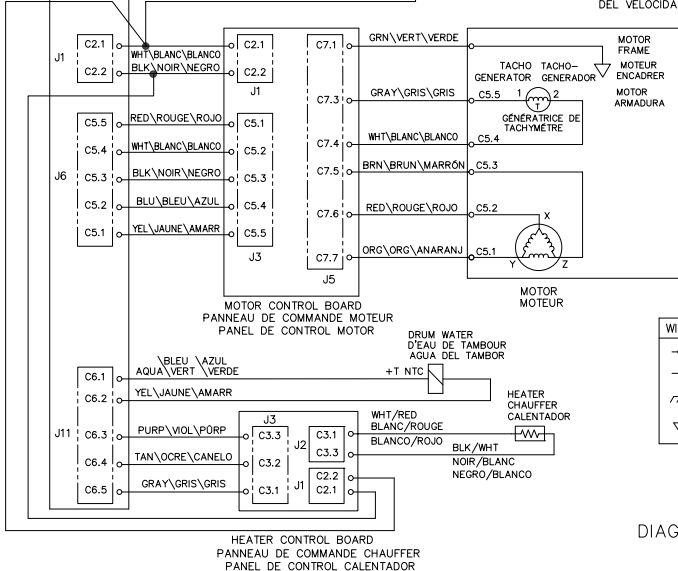 DEL VELOCIDA
J1
C2.1
C2.2
WHT\BLANC\BLANCO
BLK\NOIR\NEGRO
C2.1
C2.2
J1
C7.1
GRN\VERT\VERDE
MOTOR
FRAME
MOTEUR
ENCADRER
MOTOR
ARMADURA
TACHO
GENERATOR
TACHO-
GENERADOR
C7.3
GRAY\GRIS\GRIS
C5.5
1
2
T
GÉNÉRATRICE DE
TACHYMÉTRE
C7.4
WHT\BLANC\BLANCO
C5.4
C7.5
BRN\BRUN\MARRÓN
C5.3
C7.6
RED\ROUGE\ROJO
C5.2
X
C7.7
ORG\ORG\ANARANJ
C5.1
Y
Z
J5
MOTOR
MOTEUR
J6
C5.5
RED\ROUGE\ROJO
C5.1
C5.4
WHT\BLANC\BLANCO
C5.2
C5.3
BLK\NOIR\NEGRO
C5.3
C5.2
BLU\BLEU\AZUL
C5.4
C5.1
YEL\JAUNE\AMARR
C5.5
J3
MOTOR CONTROL BOARD
PANNEAU DE COMMANDE MOTEUR
PANEL DE CONTROL MOTOR
WI
DRUM WATER
D'EAU DE TAMBOUR
AGUA DEL TAMBOR
J11
C6.1
\BLEU \AZUL
AQUA\VERT \VERDE
+T NTC
C6.2
YEL\JAUNE\AMARR
C6.3
PURP\VIOL\PÖRP
C6.4
TAN\OCRE\CANELO
C6.5
GRAY\GRIS\GRIS
J3
C3.3
C3.2
C3.1
J2
C3.1
C3.3
J1
C2.2
C2.1
WHT/RED
BLANC/ROUGE
BLANCO/ROJO
HEATER
CHAUFFER
CALENTADOR
BLK/WHT
NOIR/BLANC
NEGRO/BLANCO
HEATER CONTROL BOARD
PANNEAU DE COMMANDE CHAUFFER
PANEL DE CONTROL CALENTADOR
DIAG